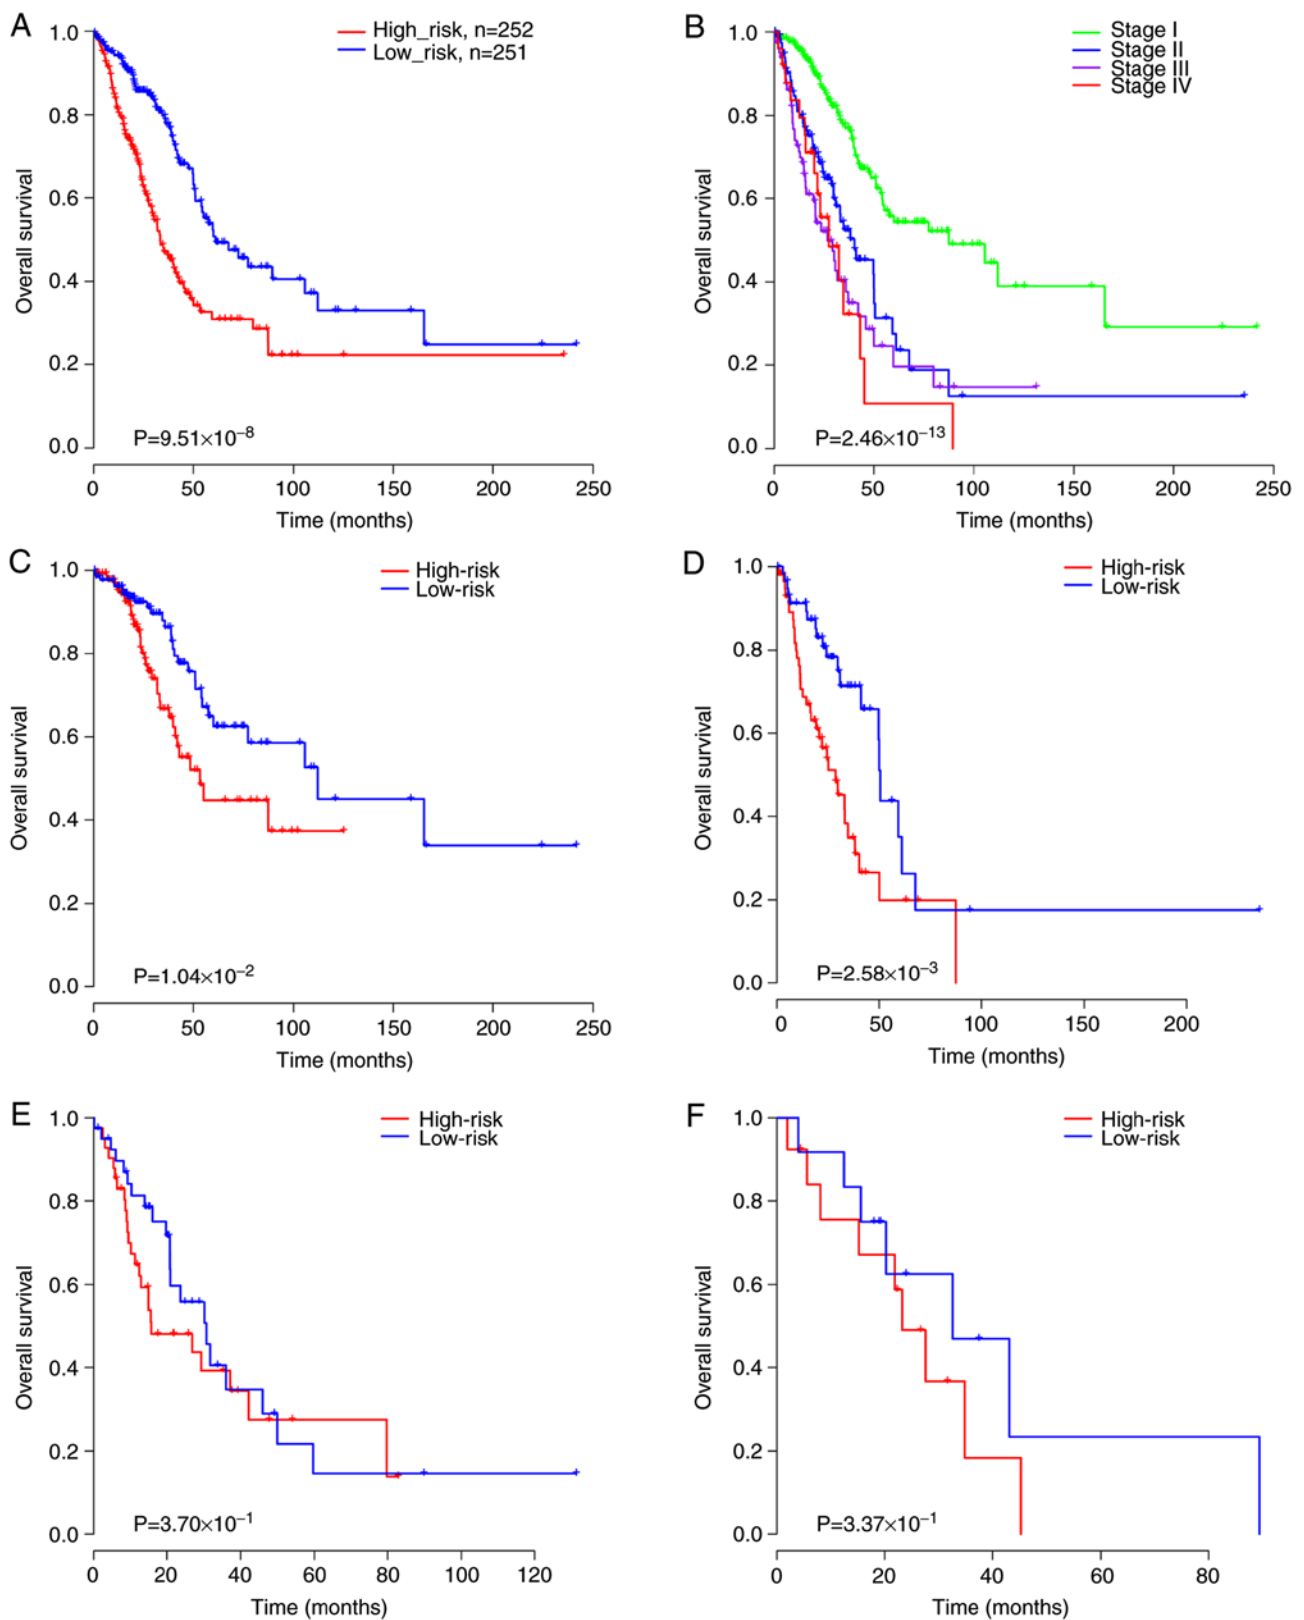 A
High_risk, n=252
Low_risk, n=251
1.0
0.8
0.6
0.4
0.2
0.0
Overall survival
P=9.51×10⁻⁸
0 50 100 150 200 250
Time (months)
B
Stage I
Stage II
Stage III
Stage IV
1.0
0.8
0.6
0.4
0.2
0.0
Overall survival
P=2.46×10⁻¹³
0 50 100 150 200 250
Time (months)
C
High-risk
Low-risk
1.0
0.8
0.6
0.4
0.2
0.0
Overall survival
P=1.04×10⁻²
0 50 100 150 200 250
Time (months)
D
High-risk
Low-risk
1.0
0.8
0.6
0.4
0.2
0.0
Overall survival
P=2.58×10⁻³
0 50 100 150 200
Time (months)
E
High-risk
Low-risk
1.0
0.8
0.6
0.4
0.2
0.0
Overall survival
P=3.70×10⁻¹
0 20 40 60 80 100 120
Time (months)
F
High-risk
Low-risk
1.0
0.8
0.6
0.4
0.2
0.0
Overall survival
P=3.37×10⁻¹
0 20 40 60 80
Time (months)